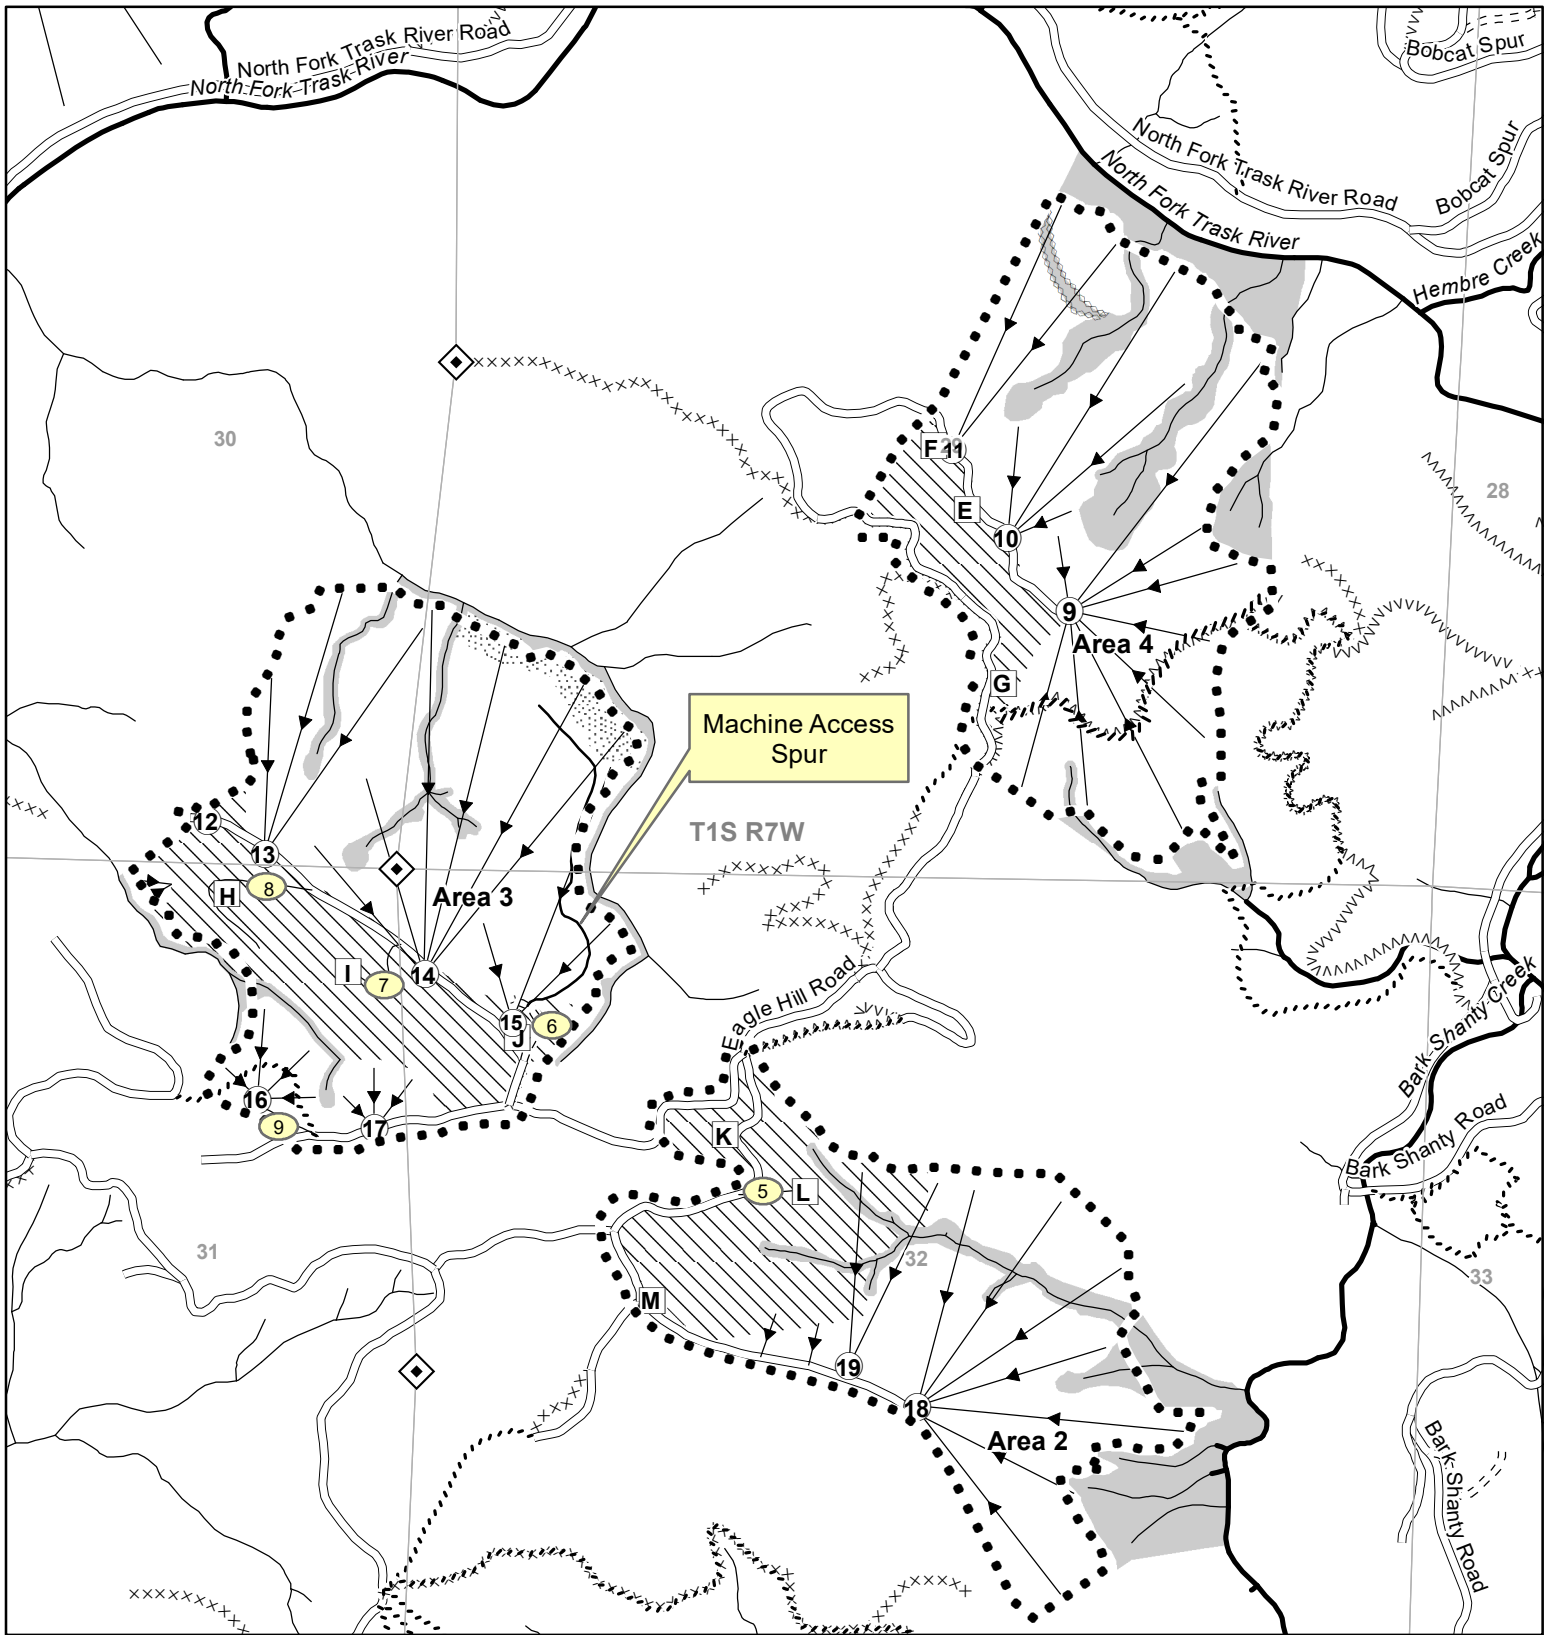 North Fork Trask River Road
North Fork Trask River
Bobcat Spur
North Fork Trask River Road
Bobcat Spur
North Fork Trask River
Hembre Creek
30
F
29
11
28
E
10
9
Area 4
G
Machine Access
Spur
12
T1S R7W
13
8
H
Area 3
I
7
14
15
6
J
Eagle Hill Road
Bark Shanty Creek
16
9
17
K
Bark Shanty Road
5
L
31
32
33
M
19
18
Area 2
Bark Shanty Road